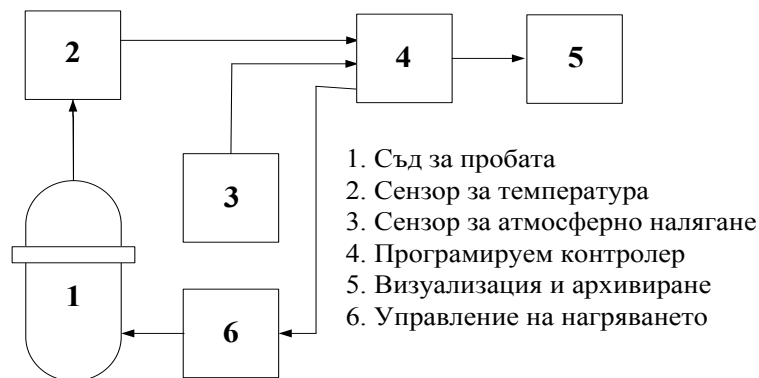 2
4
5
3
1
6
1. Съд за пробата
2. Сензор за температура
3. Сензор за атмосферно налягане
4. Програмируем контролер
5. Визуализация и архивиране
6. Управление на нагряването